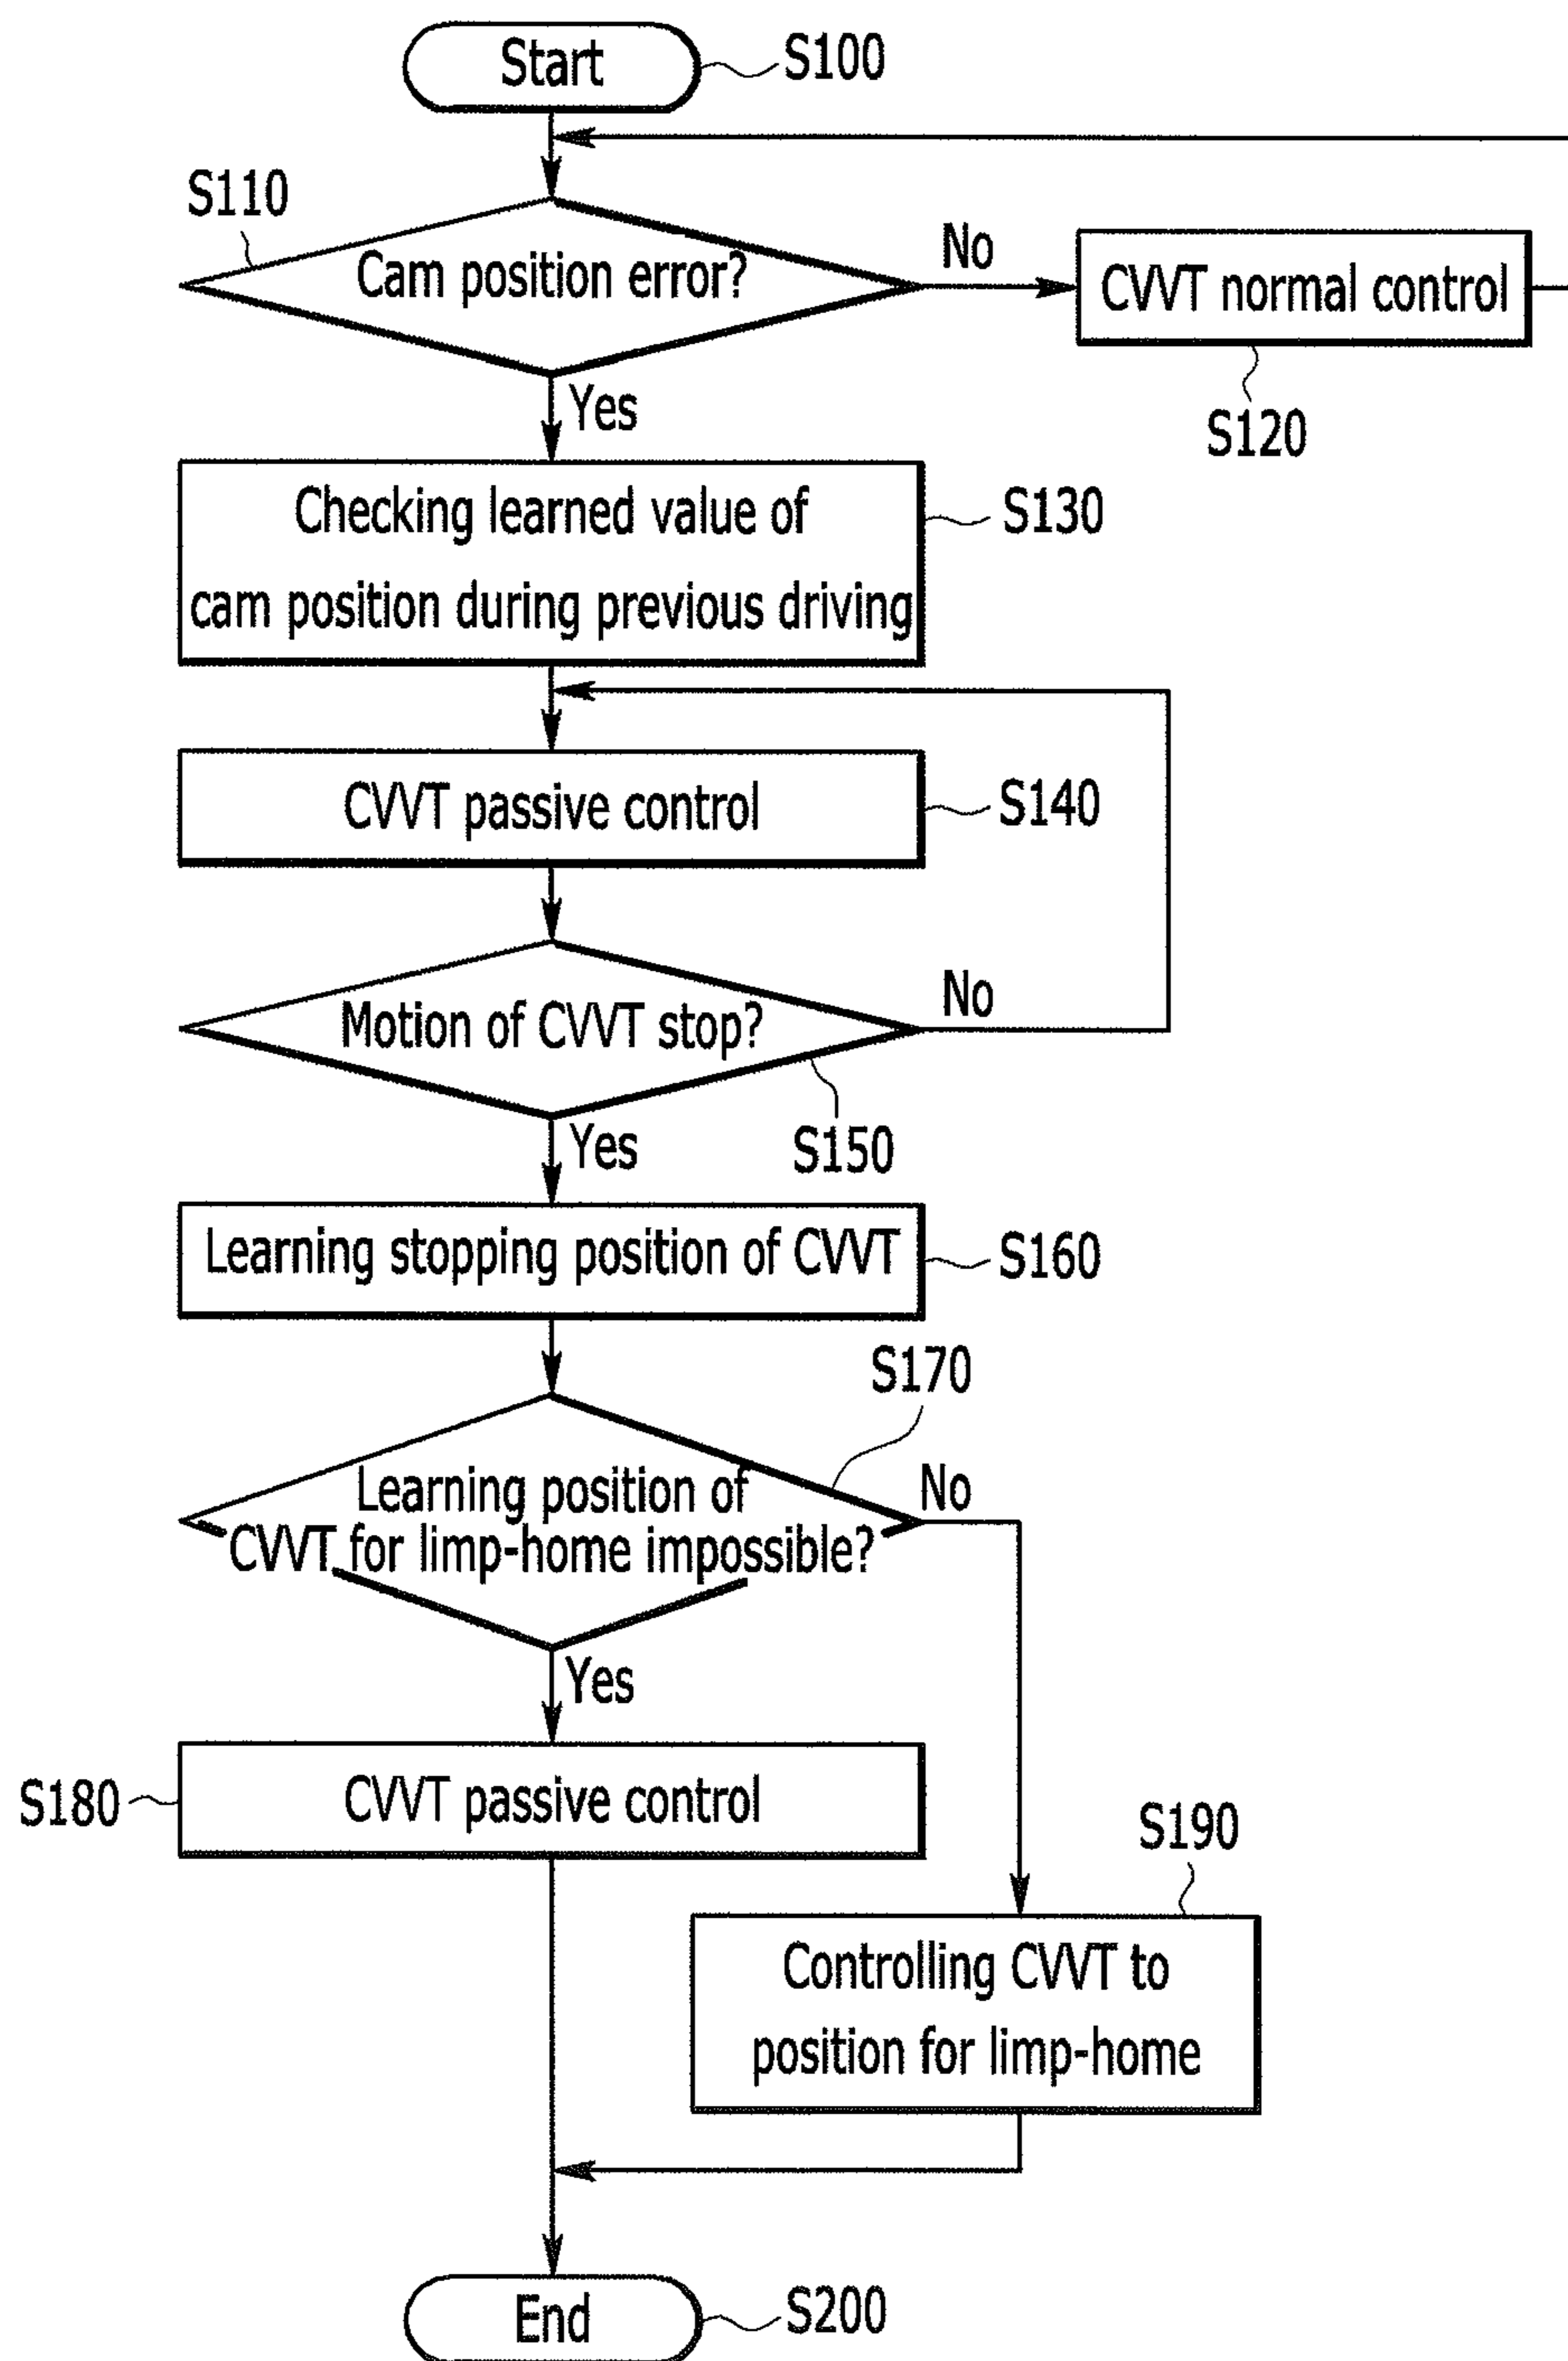 Start
S100
S110
Cam position error?
No
CVVT normal control
S120
Yes
Checking learned value of
cam position during previous driving
S130
CVVT passive control
S140
Motion of CVVT stop?
No
S150
Yes
Learning stopping position of CVVT
S160
S170
Learning position of
CVVT for limp-home impossible?
No
Yes
S180
CVVT passive control
S190
Controlling CVVT to
position for limp-home
End
S200